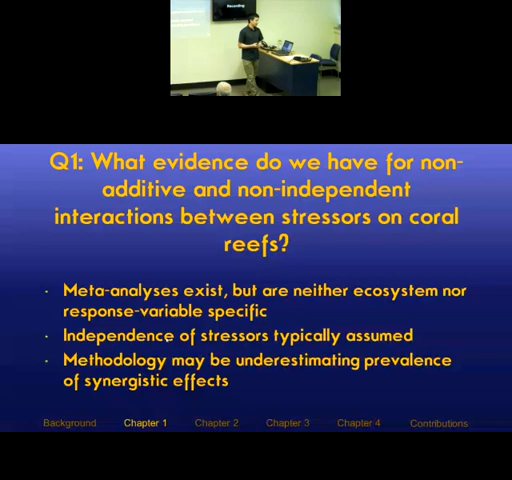 Recording
Q1: What evidence do we have for non-
additive and non-independent
interactions between stressors on coral
reefs?
· Meta-analyses exist, but are neither ecosystem nor
response-variable specific
· Independence of stressors typically assumed
· Methodology may be underestimating prevalence
of synergistic effects
Background Chapter 1 Chapter 2 Chapter 3 Chapter 4 Contributions